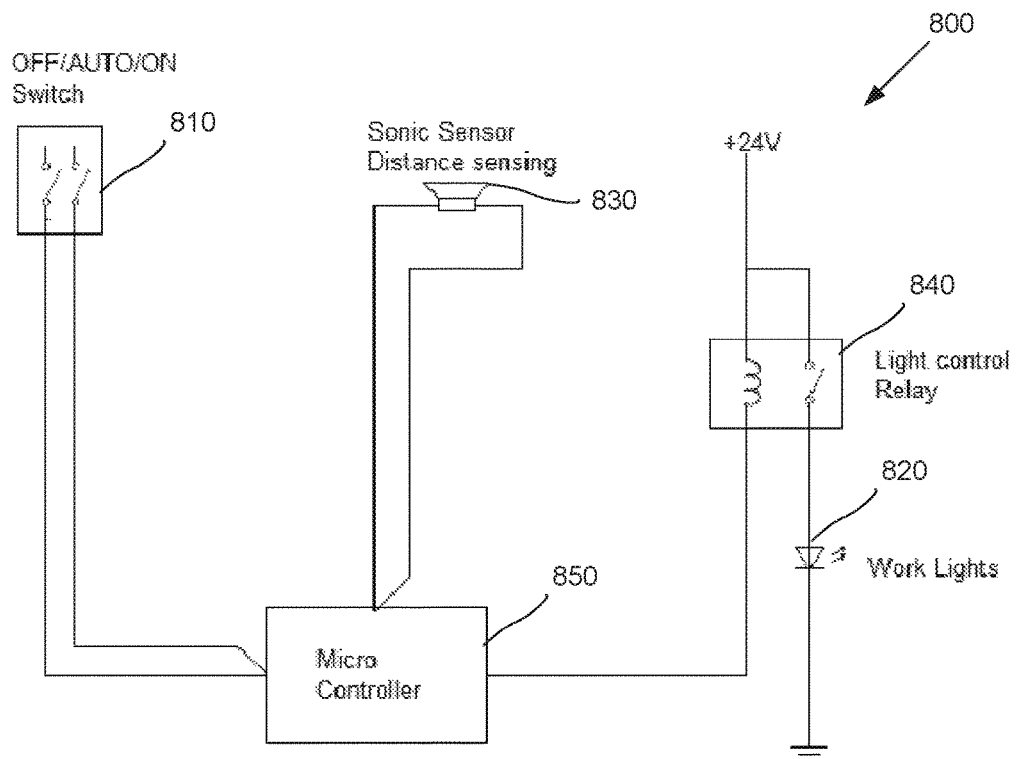 800
OFF/AUTO/ON
Switch
810
Sonic Sensor
Distance sensing
830
+24V
840
Light control
Relay
820
Work Lights
850
Micro
Controller